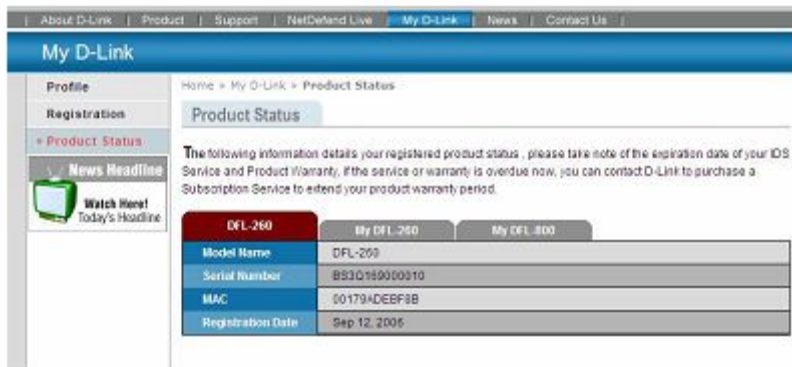 | About D-Link | Product | Support | NetDefend Live | My D-Link | News | Contact Us |
My D-Link
Profile
Registration
» Product Status
News Headline
Watch Here!
Today's Headline
Home > My D-Link > Product Status
Product Status
The following information details your registered product status , please take note of the expiration date of your IDS
Service and Product Warranty, if the service or warranty is overdue now, you can contact D-Link to purchase a
Subscription Service to extend your product warranty period.
DFL-260 My DFL-260 My DFL-800
Model Name DFL-260
Serial Number BS3Q169000010
MAC 00179ADEBF8B
Registration Date Sep 12, 2006